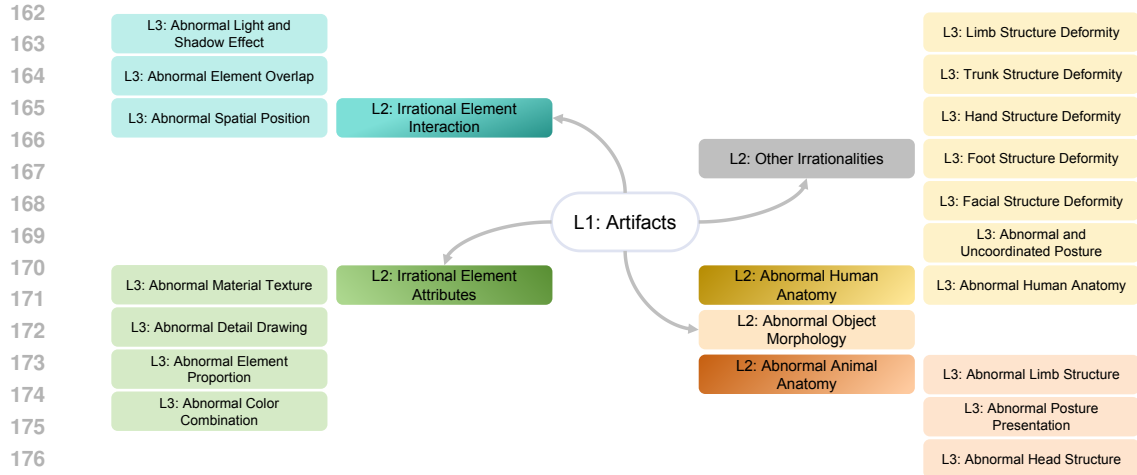 162
163
164
165
166
167
168
169
170
171
172
173
174
175
176
L3: Abnormal Light and
Shadow Effect
L3: Abnormal Element Overlap
L3: Abnormal Spatial Position
L2: Irrational Element
Interaction
L1: Artifacts
L2: Irrational Element
Attributes
L3: Abnormal Material Texture
L3: Abnormal Detail Drawing
L3: Abnormal Element
Proportion
L3: Abnormal Color
Combination
L2: Other Irrationalities
L2: Abnormal Human
Anatomy
L2: Abnormal Object
Morphology
L2: Abnormal Animal
Anatomy
L3: Limb Structure Deformity
L3: Trunk Structure Deformity
L3: Hand Structure Deformity
L3: Foot Structure Deformity
L3: Facial Structure Deformity
L3: Abnormal and
Uncoordinated Posture
L3: Abnormal Human Anatomy
L3: Abnormal Limb Structure
L3: Abnormal Posture
Presentation
L3: Abnormal Head Structure